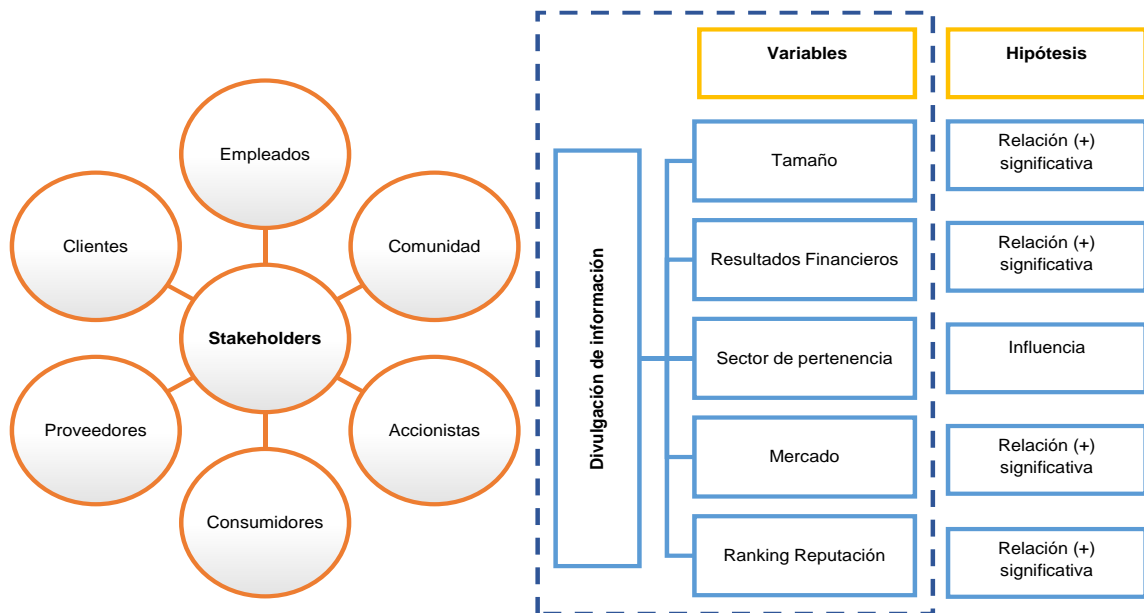 Empleados
Clientes
Comunidad
Stakeholders
Proveedores
Accionistas
Consumidores
Divulgación de información
Variables
Hipótesis
Tamaño
Relación (+)
significativa
Resultados Financieros
Relación (+)
significativa
Sector de pertenencia
Influencia
Mercado
Relación (+)
significativa
Ranking Reputación
Relación (+)
significativa